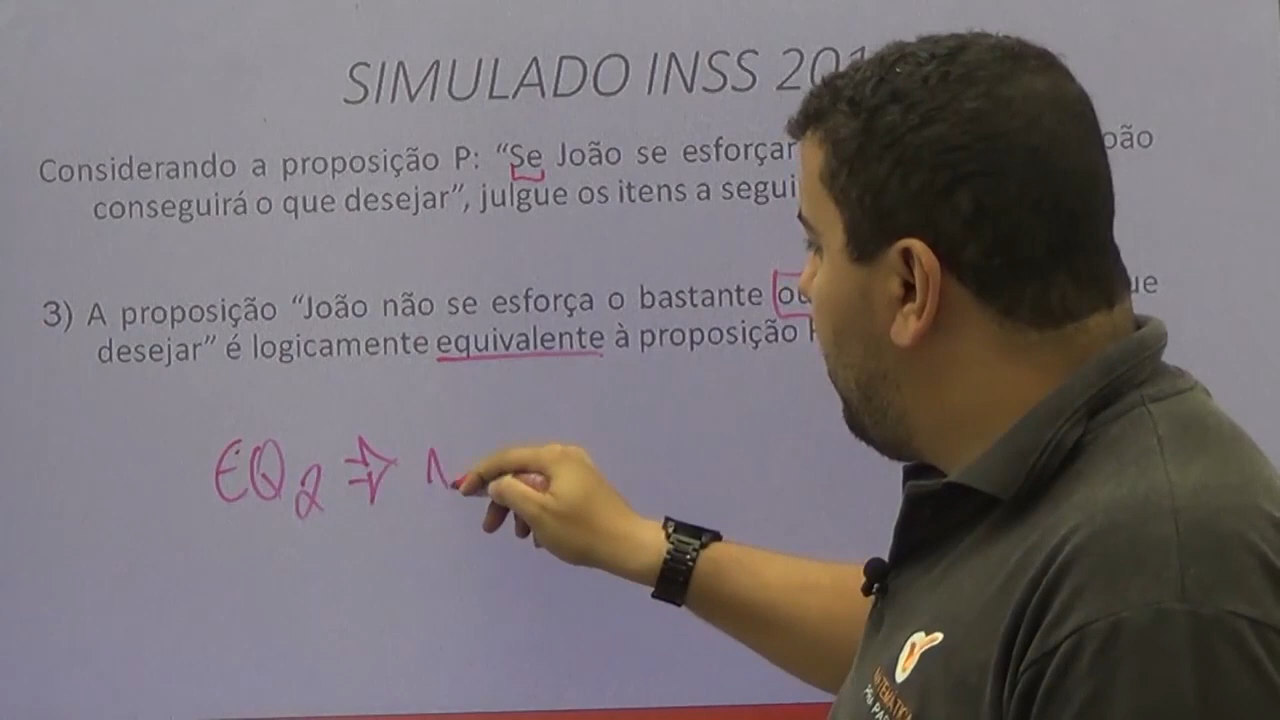 SIMULADO INSS 201
Considerando a proposição P: “Se João se esforçar
conseguirá o que desejar”, julgue os itens a segui
3) A proposição “João não se esforça o bastante ou
desejar” é logicamente equivalente à proposição
EQ2 ⇒ N